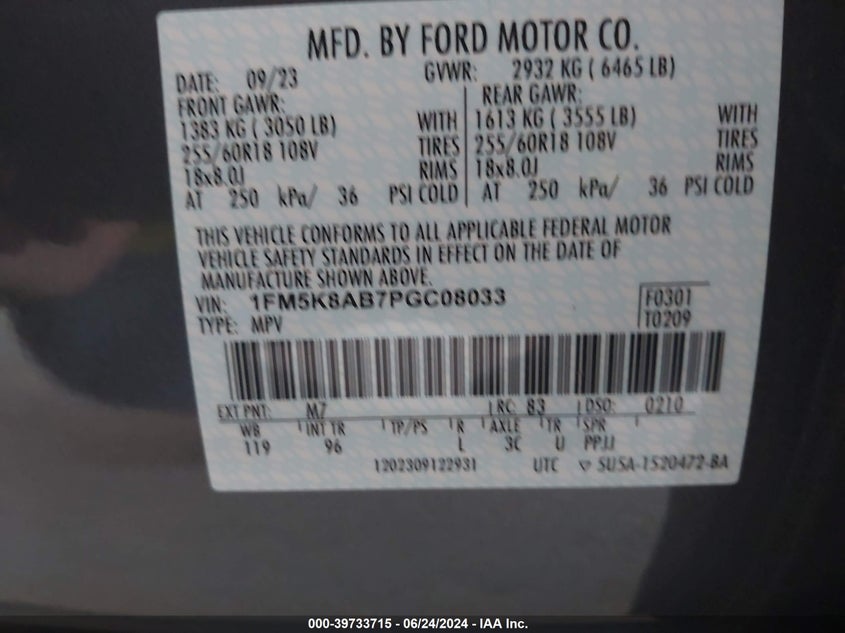 MFD. BY FORD MOTOR CO.
DATE: 09/23 GVWR: 2932 KG ( 6465 LB)
FRONT GAWR: REAR GAWR:
1383 KG ( 3050 LB) WITH 1613 KG ( 3555 LB) WITH
255/60R18 108V TIRES 255/60R18 108V TIRES
18x8.0J RIMS 18x8.0J RIMS
AT 250 kPa/ 36 PSI COLD AT 250 kPa/ 36 PSI COLD
THIS VEHICLE CONFORMS TO ALL APPLICABLE FEDERAL MOTOR
VEHICLE SAFETY STANDARDS IN EFFECT ON THE DATE OF
MANUFACTURE SHOWN ABOVE.
VIN: 1FM5K8AB7PGC08033 F0301
TYPE: MPV T0209
EXT PNT: M7 RC: 83 DSO: 0210
WB INT TR TP/PS R AXLE TR SPR
119 96 L 3C U PPJJ
1202309122931 UTC ▽ SU5A-1520472-BA
000-39733715 - 06/24/2024 - IAA Inc.